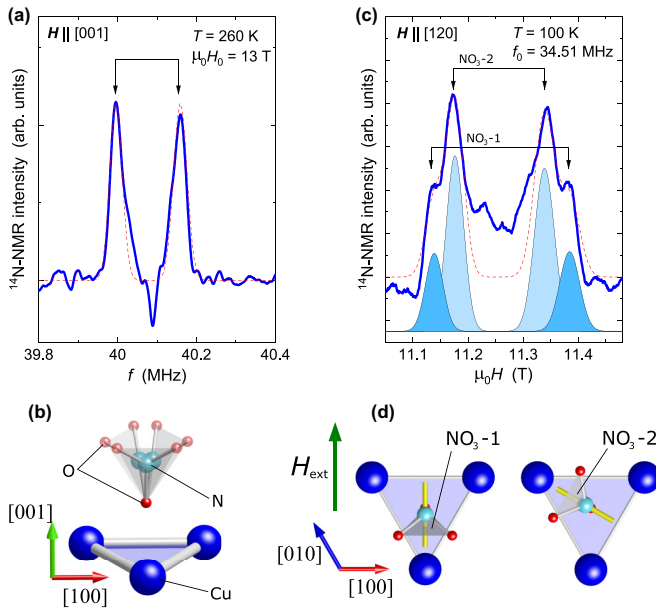 (a)
H || [001]
T = 260 K
μ₀H₀ = 13 T
¹⁴N-NMR intensity (arb. units)
39.8 40 40.2 40.4
f (MHz)
(c)
H || [120]
T = 100 K
f₀ = 34.51 MHz
NO₃-2
NO₃-1
¹⁴N-NMR intensity (arb. units)
11.1 11.2 11.3 11.4
μ₀H (T)
(b)
O
N
[001]
[100]
Cu
(d)
NO₃-1
NO₃-2
Hext
[010]
[100]